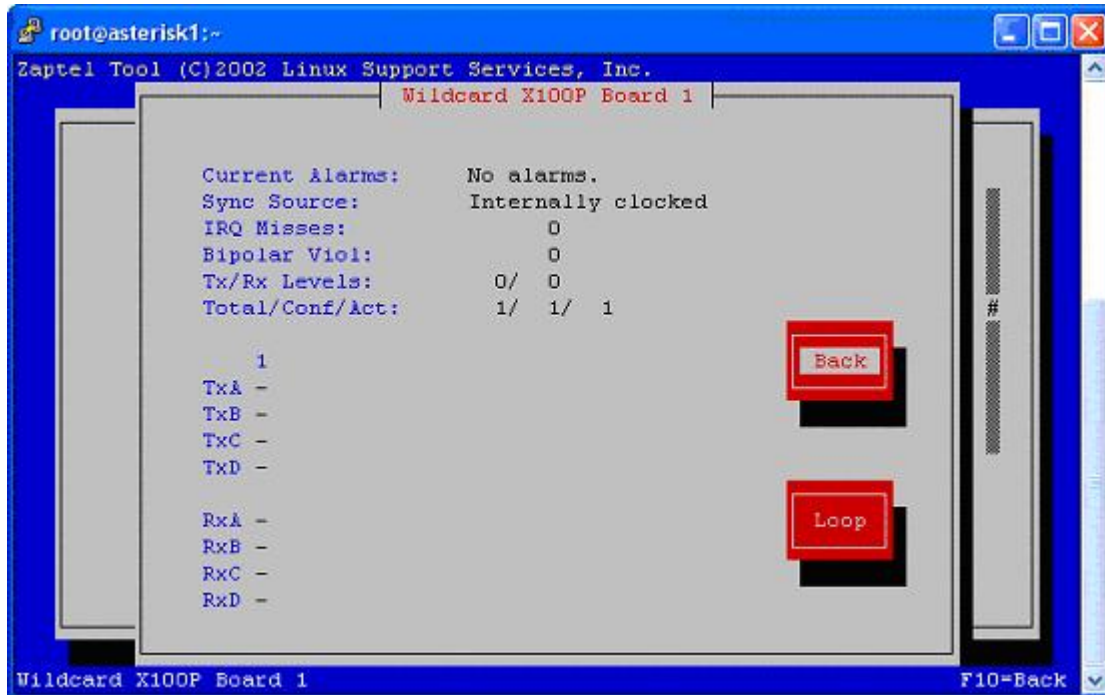 root@asterisk1:~
Zaptel Tool (C)2002 Linux Support Services, Inc.
Wildcard X100P Board 1
Current Alarms: No alarms.
Sync Source: Internally clocked
IRQ Misses: 0
Bipolar Viol: 0
Tx/Rx Levels: 0/ 0
Total/Conf/Act: 1/ 1/ 1
#
1
Back
TxA -
TxB -
TxC -
TxD -
RxA -
Loop
RxB -
RxC -
RxD -
Wildcard X100P Board 1 F10=Back